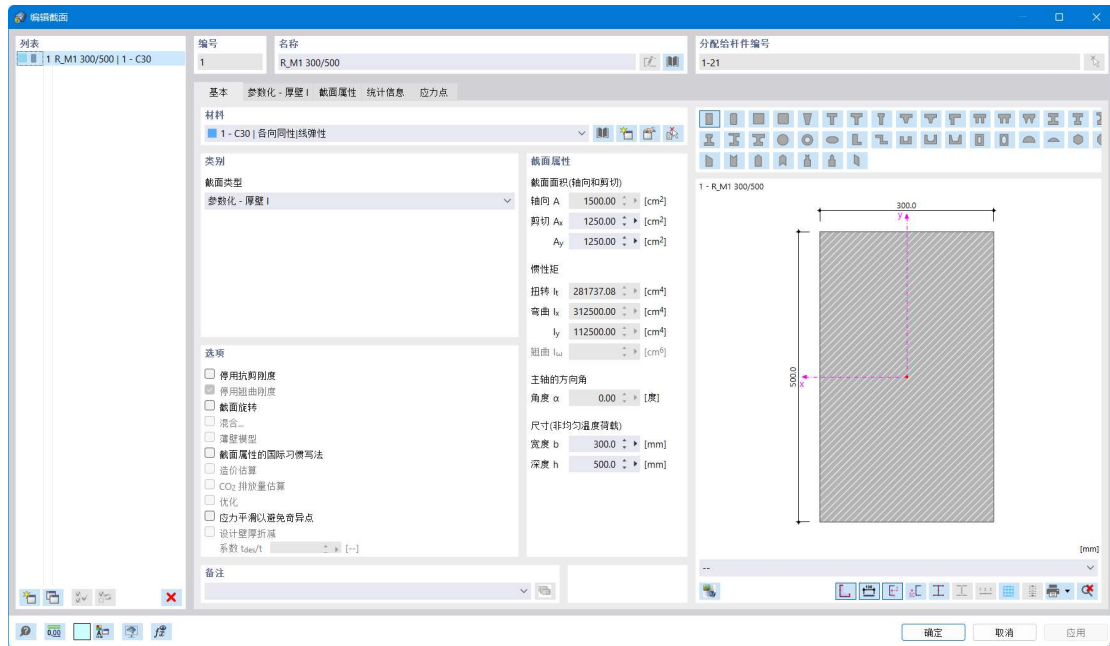 编辑截面
列表
1 R_M1 300/500 | 1 - C30
编号
1
名称
R_M1 300/500
分配给杆件编号
1-21
基本 参数化 - 厚壁 I 截面属性 统计信息 应力点
材料
1 - C30 | 各向同性|线弹性
类别
截面类型
参数化 - 厚壁 I
选项
停用抗剪刚度
停用翘曲刚度
截面旋转
混合...
薄壁模型
截面属性的国际习惯写法
造价估算
CO2 排放量估算
优化
应力平滑以避免奇异点
设计壁厚折减
系数 tdes/t [--]
备注
截面属性
截面面积(轴向和剪切)
轴向 A 1500.00 [cm2]
剪切 Ax 1250.00 [cm2]
Ay 1250.00 [cm2]
惯性矩
扭转 It 281737.08 [cm4]
弯曲 Ix 312500.00 [cm4]
Iy 112500.00 [cm4]
翘曲 Iω [cm6]
主轴的方向角
角度 α 0.00 [度]
尺寸(非均匀温度荷载)
宽度 b 300.0 [mm]
深度 h 500.0 [mm]
1 - R_M1 300/500
300.0
y
500.0
x
[mm]
--
0,00
确定 取消 应用